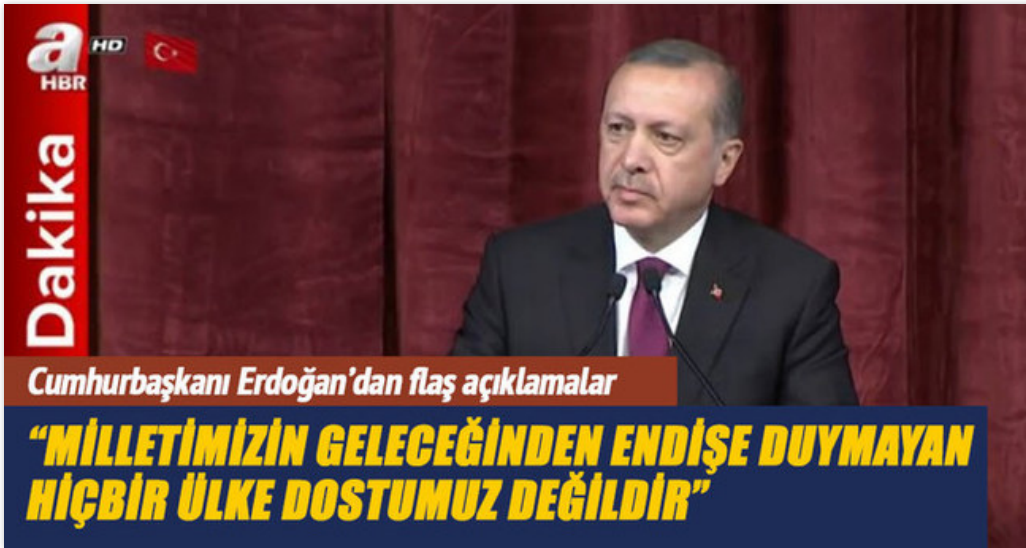 a
HD
HBR
Dakika
Cumhurbaşkanı Erdoğan’dan flaş açıklamalar
“MİLLETİMİZİN GELECEĞİNDEN ENDİŞE DUYMAYAN
HİÇBİR ÜLKE DOSTUMUZ DEĞİLDİR”